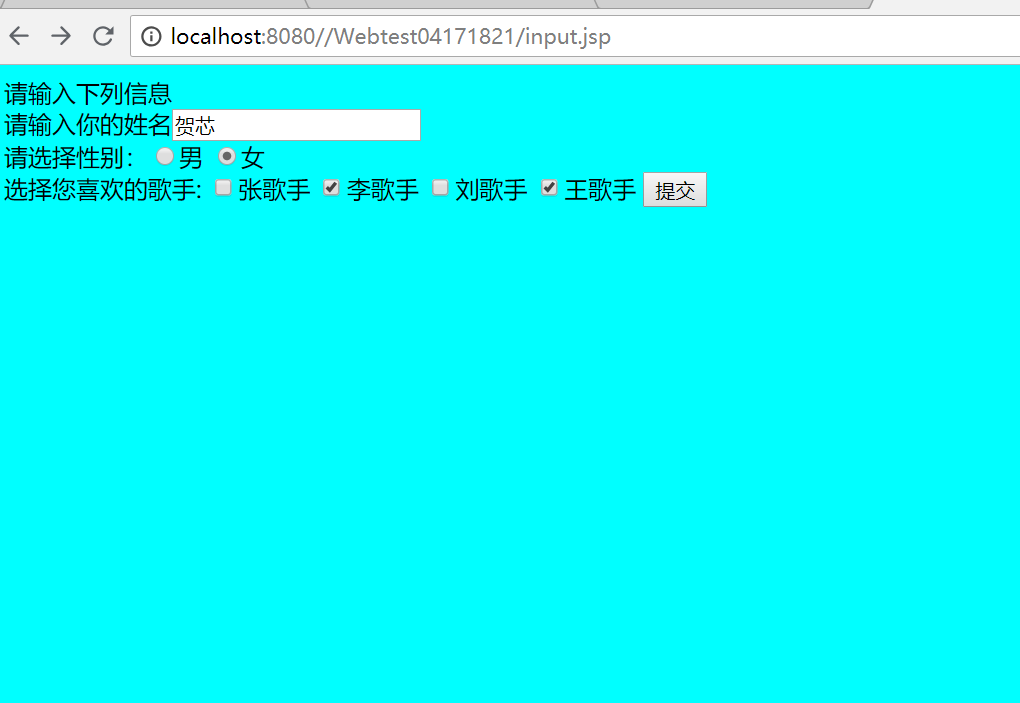 localhost:8080//Webtest04171821/input.jsp
请输入下列信息
请输入你的姓名贺芯
请选择性别： 男 女
选择您喜欢的歌手: 张歌手 李歌手 刘歌手 王歌手 提交